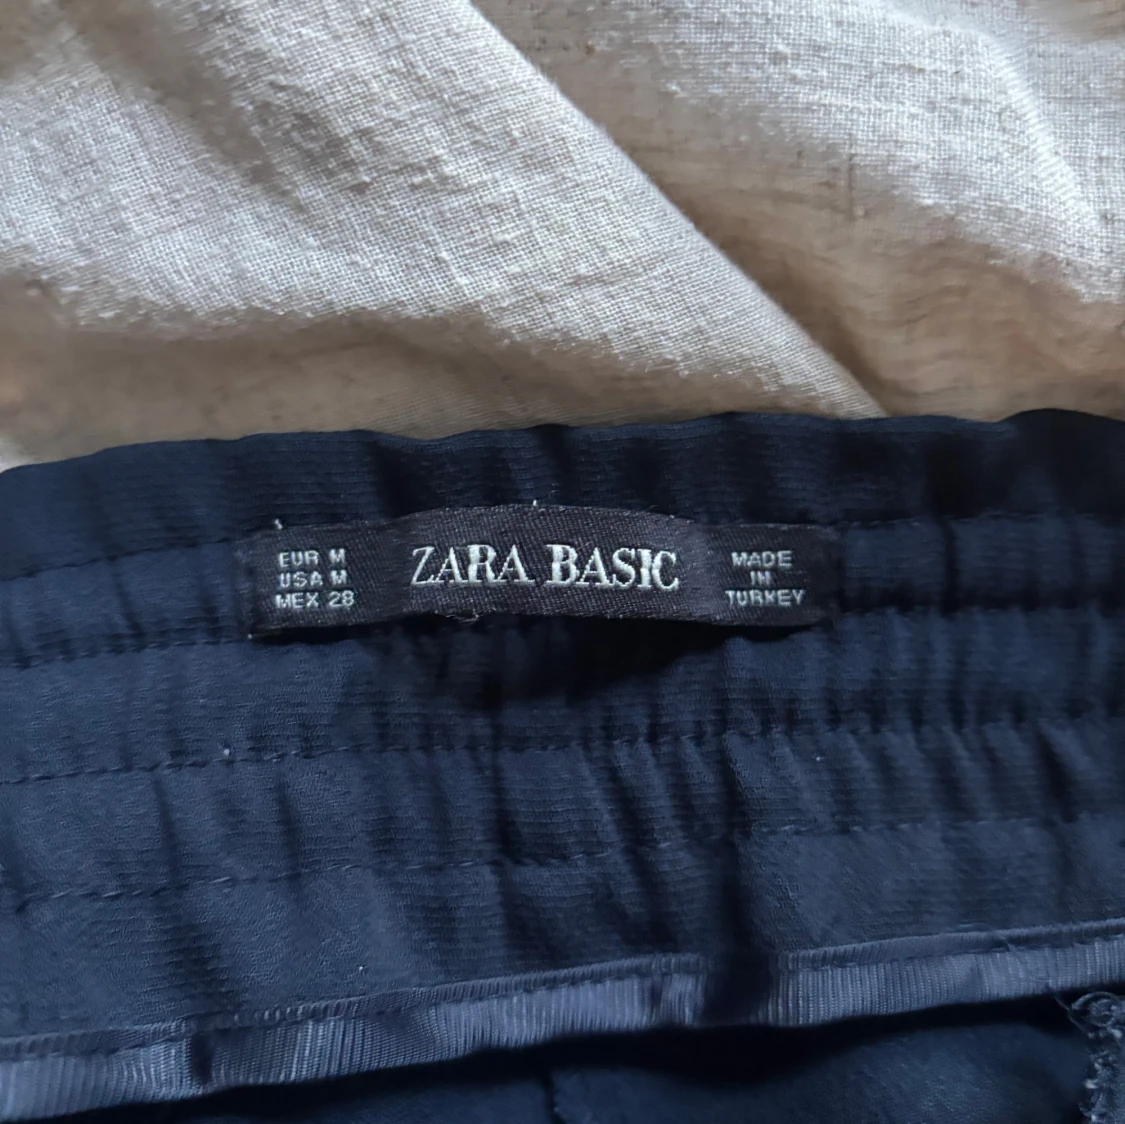 EUR M
USA M
MEX 28
ZARA BASIC
MADE
IN
TURKEY